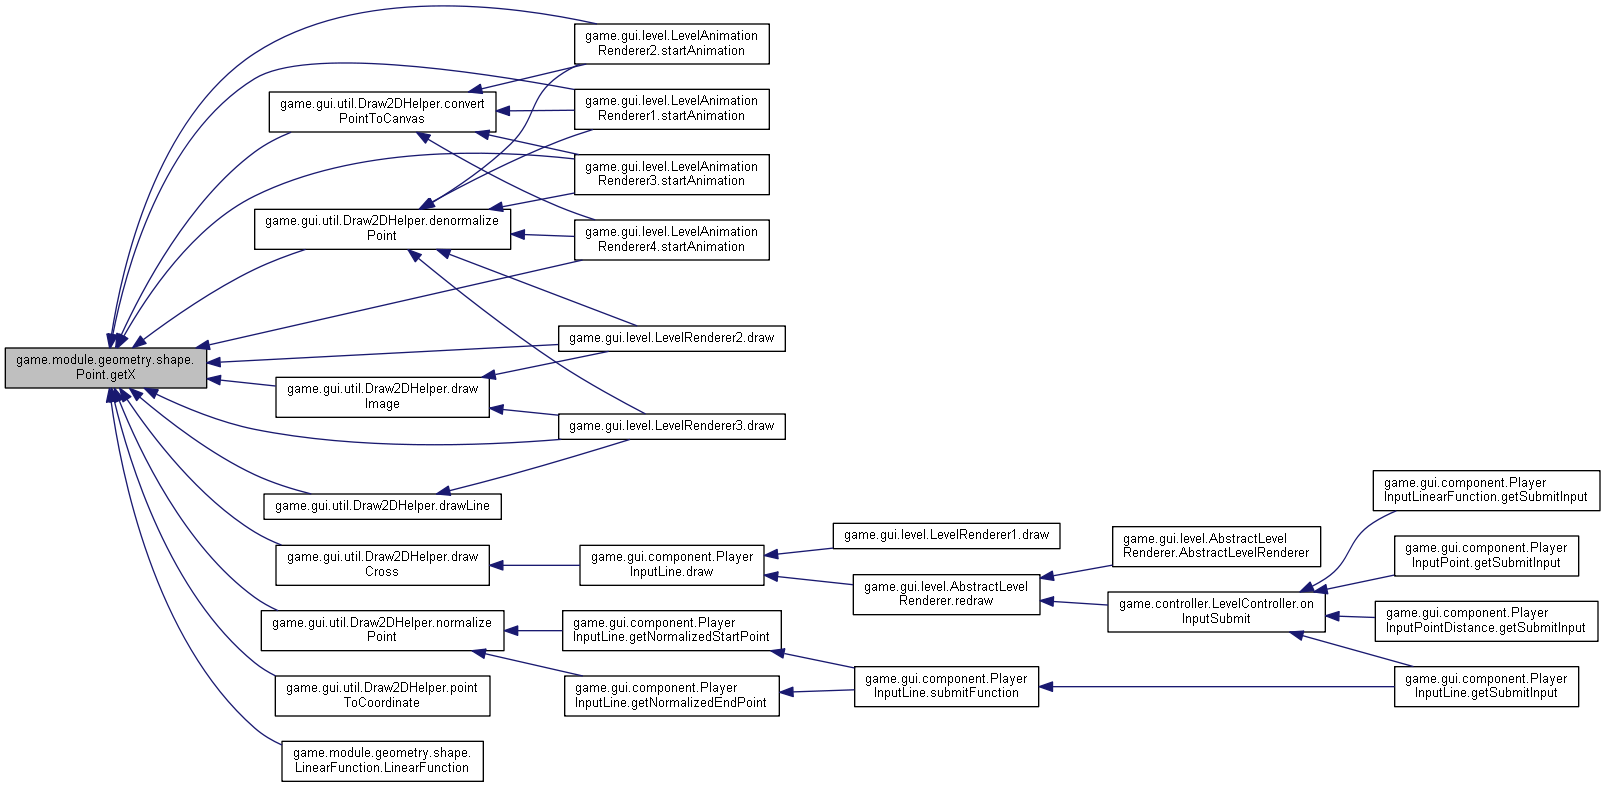 game.module.geometry.shape.
Point.getX
game.gui.util.Draw2DHelper.convert
PointToCanvas
game.gui.util.Draw2DHelper.denormalize
Point
game.gui.util.Draw2DHelper.draw
Image
game.gui.util.Draw2DHelper.drawLine
game.gui.util.Draw2DHelper.draw
Cross
game.gui.util.Draw2DHelper.normalize
Point
game.gui.util.Draw2DHelper.point
ToCoordinate
game.module.geometry.shape.
LinearFunction.LinearFunction
game.gui.level.LevelAnimation
Renderer2.startAnimation
game.gui.level.LevelAnimation
Renderer1.startAnimation
game.gui.level.LevelAnimation
Renderer3.startAnimation
game.gui.level.LevelAnimation
Renderer4.startAnimation
game.gui.level.LevelRenderer2.draw
game.gui.level.LevelRenderer3.draw
game.gui.component.Player
InputLine.draw
game.gui.component.Player
InputLine.getNormalizedStartPoint
game.gui.component.Player
InputLine.getNormalizedEndPoint
game.gui.level.LevelRenderer1.draw
game.gui.level.AbstractLevel
Renderer.redraw
game.gui.component.Player
InputLine.submitFunction
game.gui.level.AbstractLevel
Renderer.AbstractLevelRenderer
game.controller.LevelController.on
InputSubmit
game.gui.component.Player
InputLinearFunction.getSubmitInput
game.gui.component.Player
InputPoint.getSubmitInput
game.gui.component.Player
InputPointDistance.getSubmitInput
game.gui.component.Player
InputLine.getSubmitInput